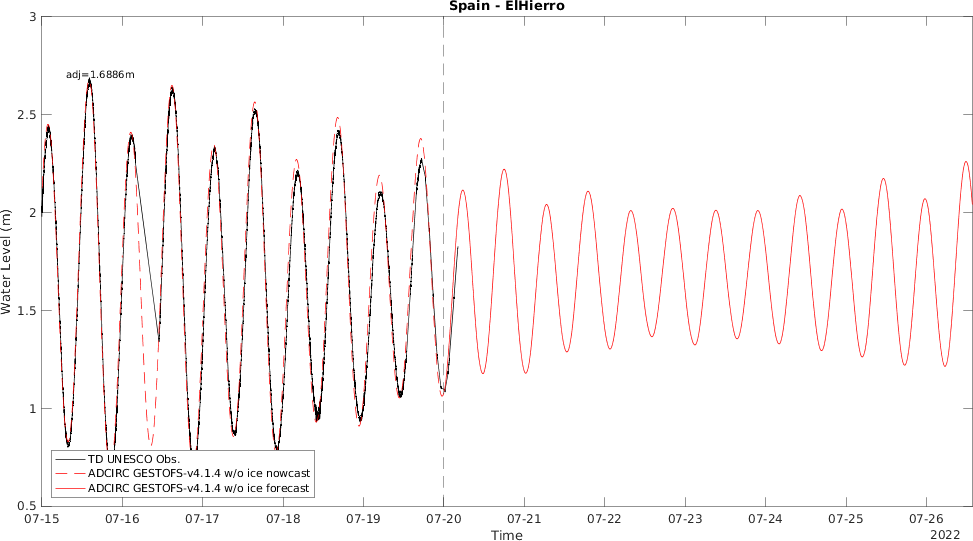 Spain - ElHierro
adj=1.6886m
3
2.5
2
1.5
1
0.5
Water Level (m)
TD UNESCO Obs.
ADCIRC GESTOFS-v4.1.4 w/o ice nowcast
ADCIRC GESTOFS-v4.1.4 w/o ice forecast
07-15 07-16 07-17 07-18 07-19 07-20 07-21 07-22 07-23 07-24 07-25 07-26
Time
2022